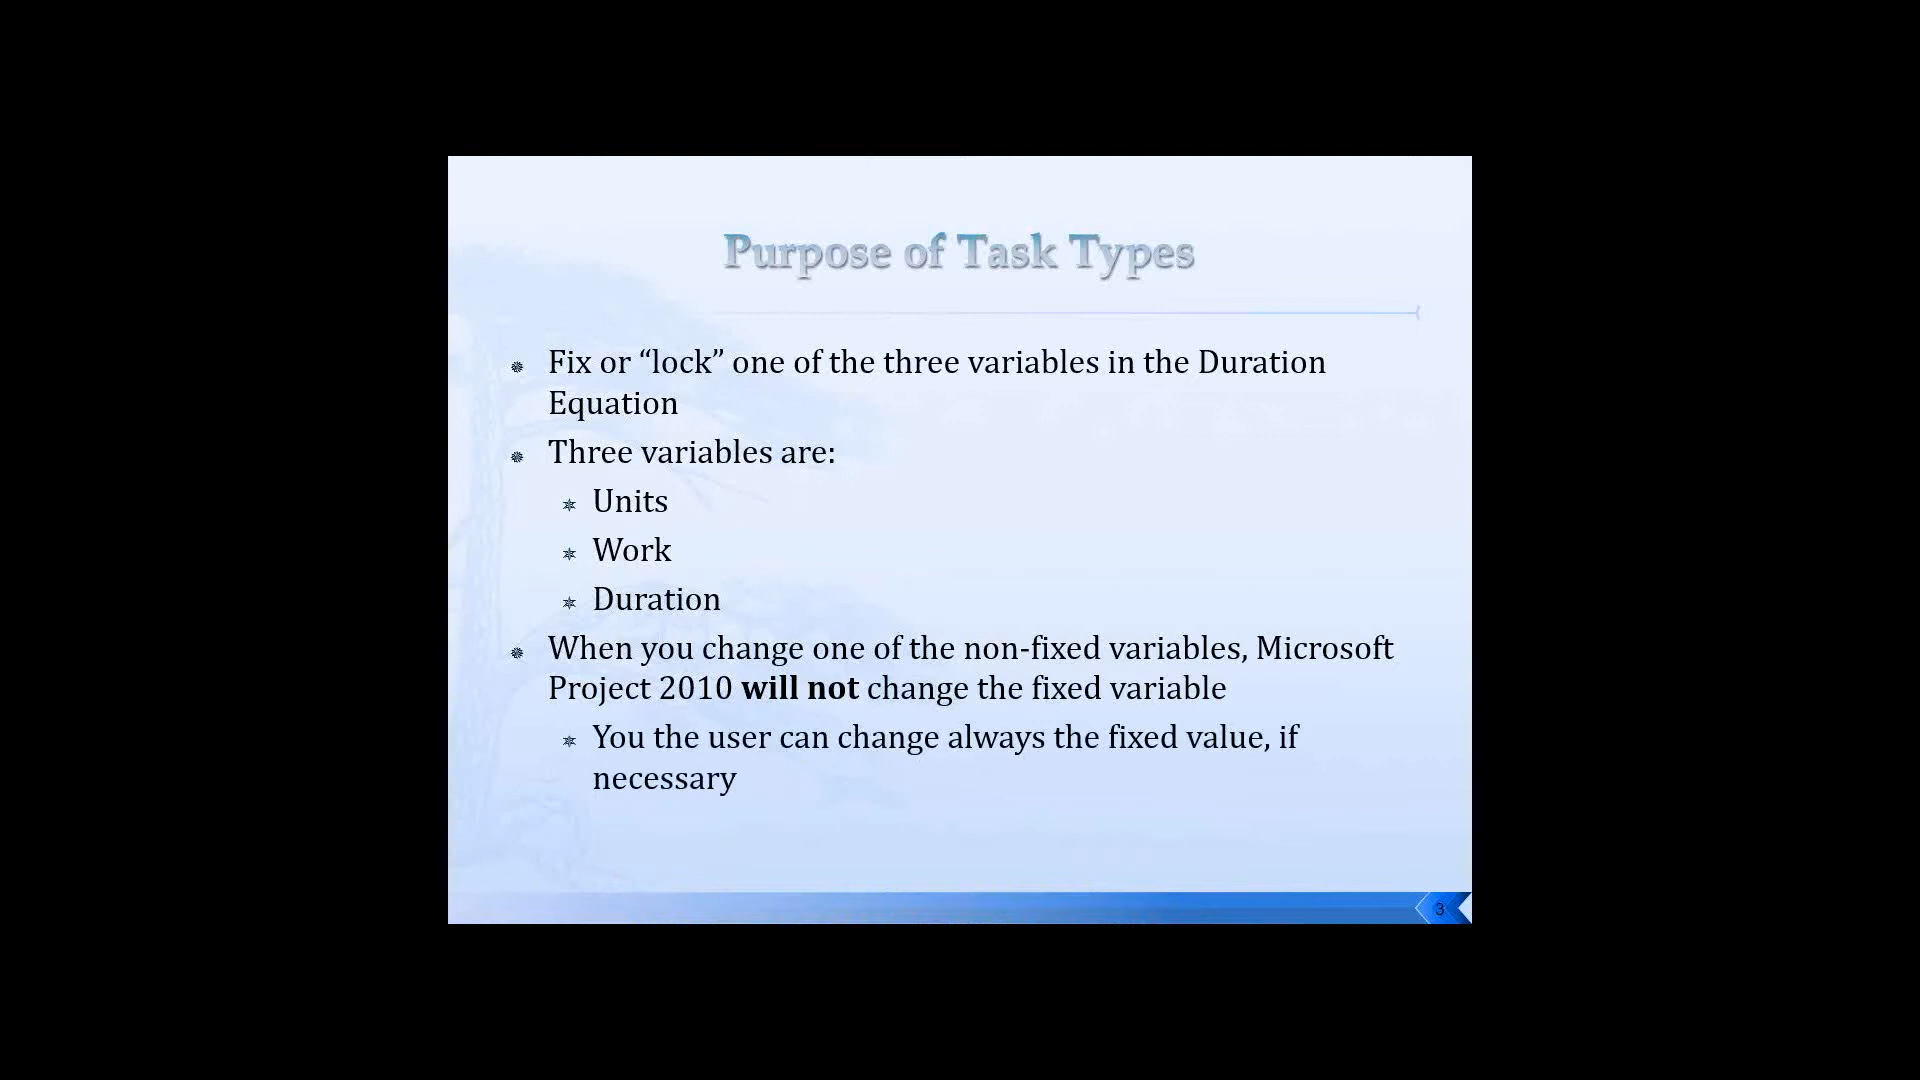 Purpose of Task Types
Fix or “lock” one of the three variables in the Duration
Equation
Three variables are:
Units
Work
Duration
When you change one of the non-fixed variables, Microsoft
Project 2010 will not change the fixed variable
You the user can change always the fixed value, if
necessary
3